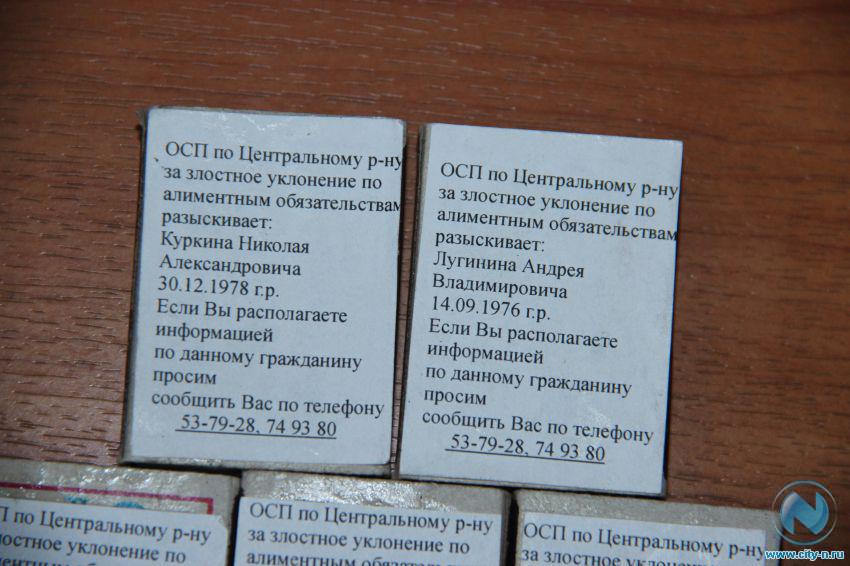 ОСП по Центральному р-ну
за злостное уклонение по
алиментным обязательствам
разыскивает:
Куркина Николая
Александровича
30.12.1978 г.р.
Если Вы располагаете
информацией
по данному гражданину
просим
сообщить Вас по телефону
53-79-28, 74 93 80
ОСП по Центральному р-ну
за злостное уклонение по
алиментным обязательствам
разыскивает:
Лугинина Андрея
Владимировича
14.09.1976 г.р.
Если Вы располагаете
информацией
по данному гражданину
просим
сообщить Вас по телефону
53-79-28, 74 93 80
П по Центральному р-ну
лостное уклонение по
ОСП по Центральному р-ну
за злостное уклонение по
алиментным
ОСП по Центральному р-ну
за злостное уклонение по
N
www.city-n.ru